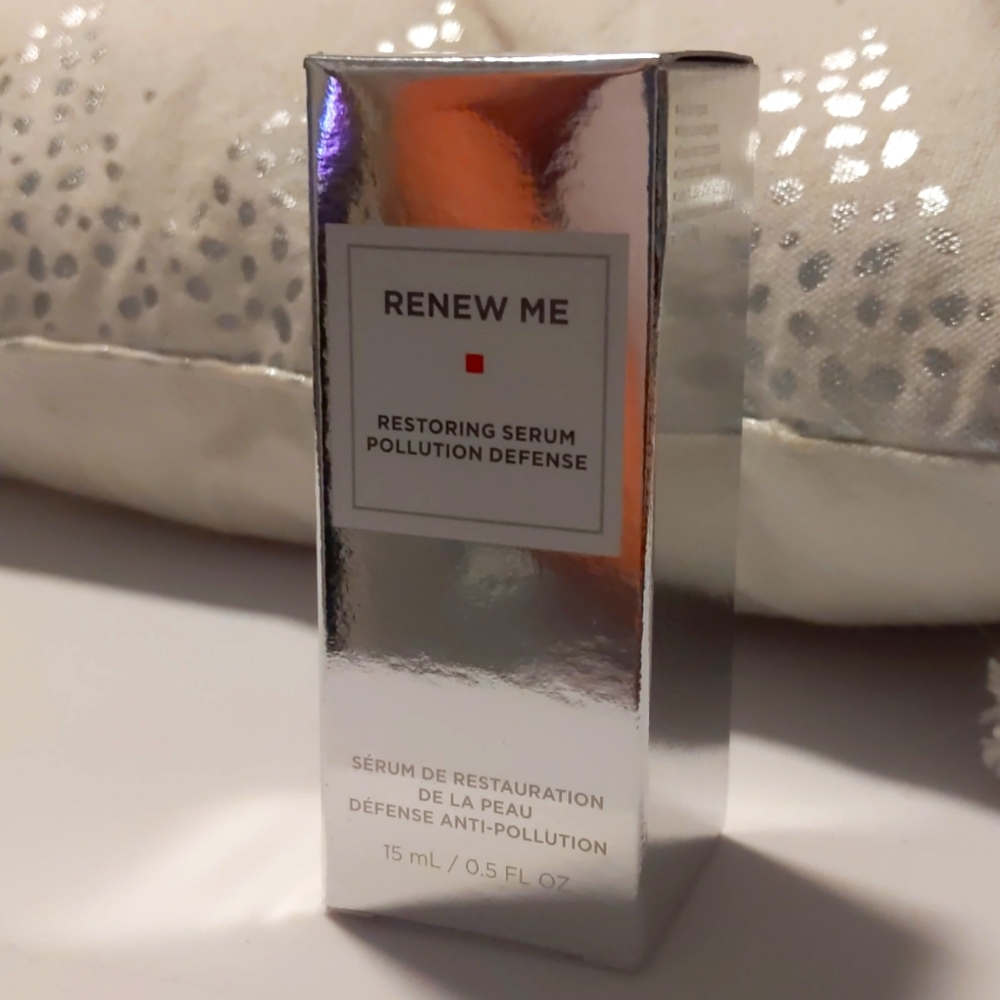 RENEW ME
RESTORING SERUM
POLLUTION DEFENSE
SÉRUM DE RESTAURATION
DE LA PEAU
DÉFENSE ANTI-POLLUTION
15 mL / 0.5 FL OZ